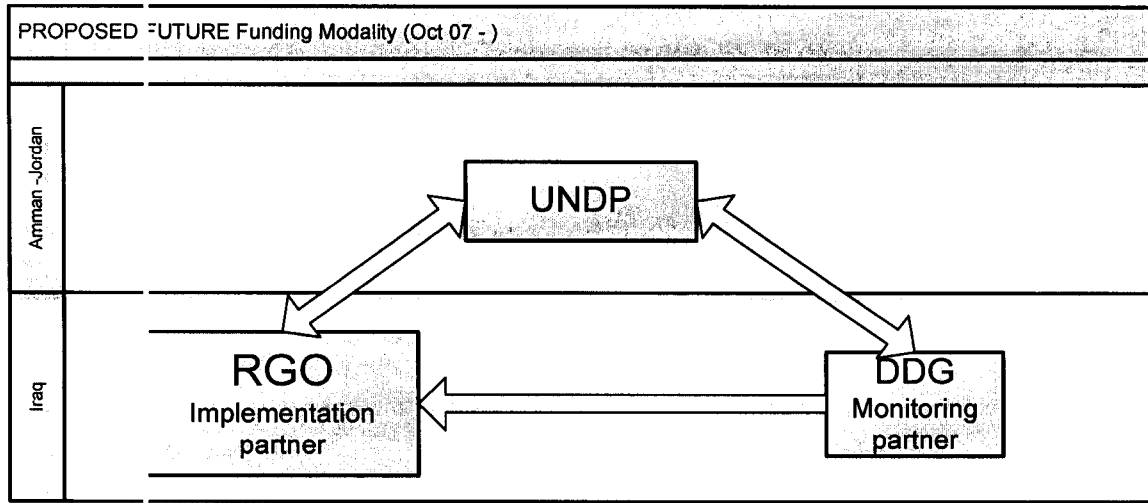 PROPOSED FUTURE Funding Modality (Oct 07 - )
Amman -Jordan
UNDP
Iraq
RGO
Implementation
partner
DDG
Monitoring
partner